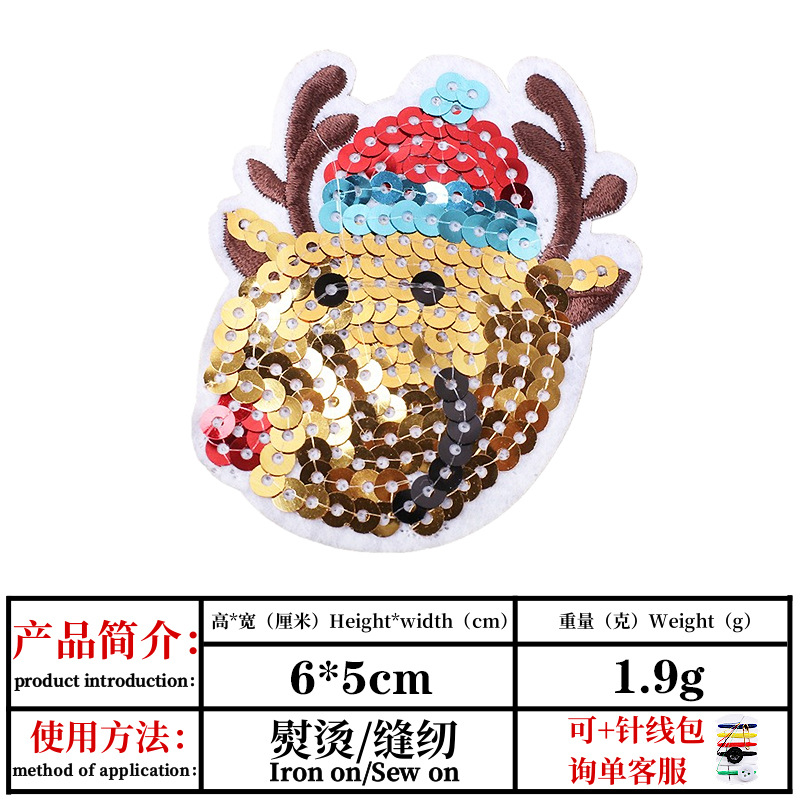 产品简介：
product introduction:
高*宽（厘米）Height*width（cm）
重量（克）Weight（g）
6*5cm
1.9g
使用方法：
method of application:
熨烫/缝纫
Iron on/Sew on
可+针线包
询单客服